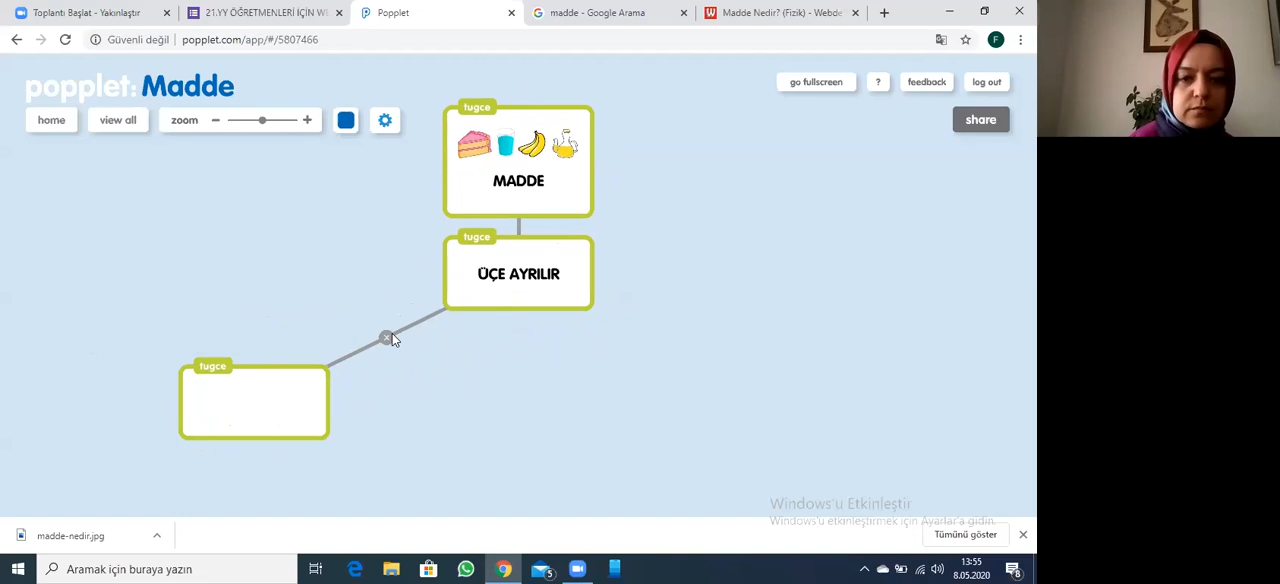 Toplantı Başlat - Yakınlaştır
21.YY ÖĞRETMENLERİ İÇİN W
Popplet
madde - Google Arama
Madde Nedir? (Fizik) - Webde
Güvenli değil
popplet.com/app/#/5807466
F
popplet: Madde
go fullscreen
?
feedback
log out
home
view all
zoom
share
tugce
MADDE
tugce
ÜÇE AYRILIR
tugce
Windows'u Etkinleştir
Windows'u etkinleştirmek için Ayarlar'a gidin.
madde-nedir.jpg
Tümünü göster
Aramak için buraya yazın
5
13:55
8.05.2020
8